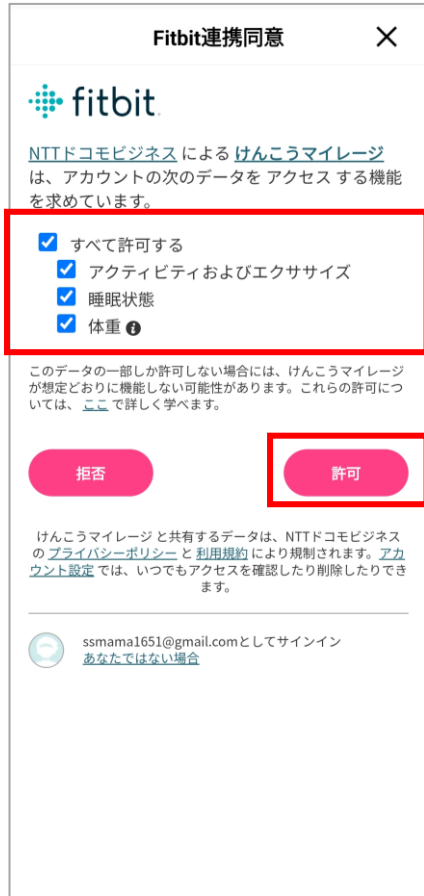 Fitbit連携同意
fitbit
NTTドコモビジネス による けんこうマイレージ
は、アカウントの次のデータを アクセス する機能
を求めています。
すべて許可する
アクティビティおよびエクササイズ
睡眠状態
体重
このデータの一部しか許可しない場合には、けんこうマイレージ
が想定どおりに機能しない可能性があります。これらの許可につ
いては、 ここ で詳しく学べます。
拒否
許可
けんこうマイレージ と共有するデータは、NTTドコモビジネス
の プライバシーポリシー と 利用規約 により規制されます。アカ
ウント設定 では、いつでもアクセスを確認したり削除したりでき
ます。
ssmama1651@gmail.comとしてサインイン
あなたではない場合